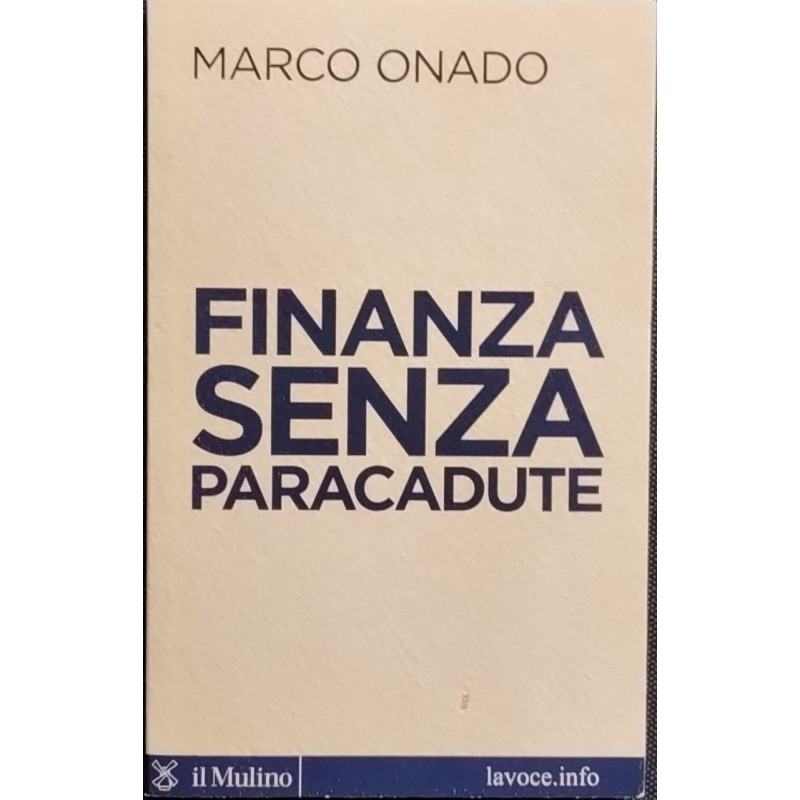 MARCO ONADO
FINANZA
SENZA
PARACADUTE
il Mulino
lavoce.info